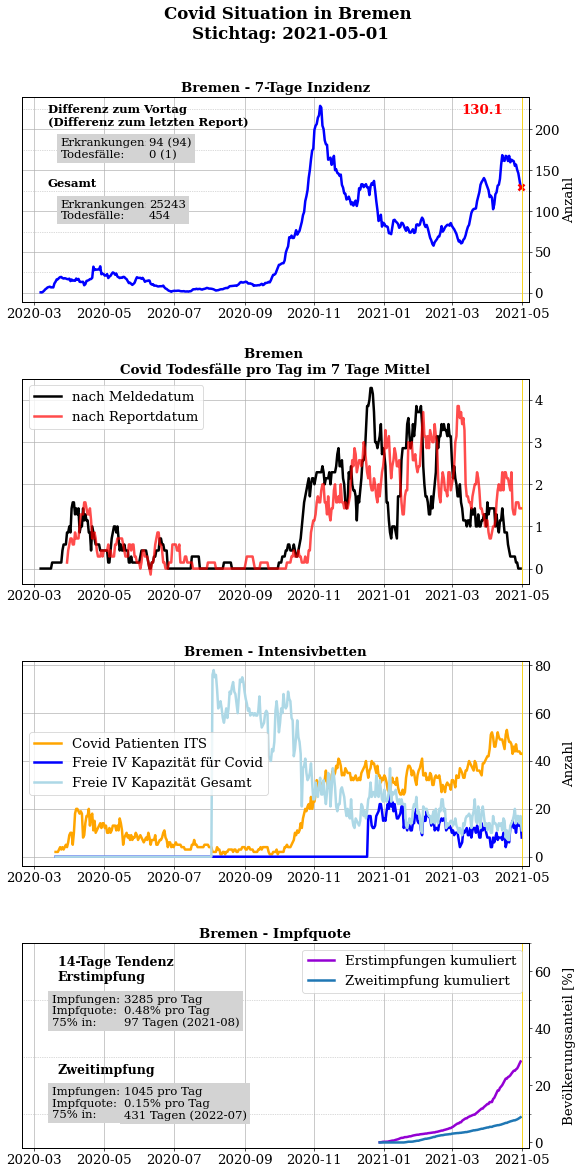 Covid Situation in Bremen
Stichtag: 2021-05-01
Bremen - 7-Tage Inzidenz
Differenz zum Vortag
(Differenz zum letzten Report)
130.1
Erkrankungen 94 (94)
Todesfälle: 0 (1)
Gesamt
Erkrankungen 25243
Todesfälle: 454
200
150
100
50
0
Anzahl
2020-03 2020-05 2020-07 2020-09 2020-11 2021-01 2021-03 2021-05
Bremen
Covid Todesfälle pro Tag im 7 Tage Mittel
nach Meldedatum
nach Reportdatum
4
3
2
1
0
2020-03 2020-05 2020-07 2020-09 2020-11 2021-01 2021-03 2021-05
Bremen - Intensivbetten
Covid Patienten ITS
Freie IV Kapazität für Covid
Freie IV Kapazität Gesamt
80
60
40
20
0
Anzahl
2020-03 2020-05 2020-07 2020-09 2020-11 2021-01 2021-03 2021-05
Bremen - Impfquote
14-Tage Tendenz
Erstimpfung
Impfungen: 3285 pro Tag
Impfquote: 0.48% pro Tag
75% in: 97 Tagen (2021-08)
Zweitimpfung
Impfungen: 1045 pro Tag
Impfquote: 0.15% pro Tag
75% in: 431 Tagen (2022-07)
Erstimpfungen kumuliert
Zweitimpfung kumuliert
60
40
20
0
Bevölkerungsanteil [%]
2020-03 2020-05 2020-07 2020-09 2020-11 2021-01 2021-03 2021-05